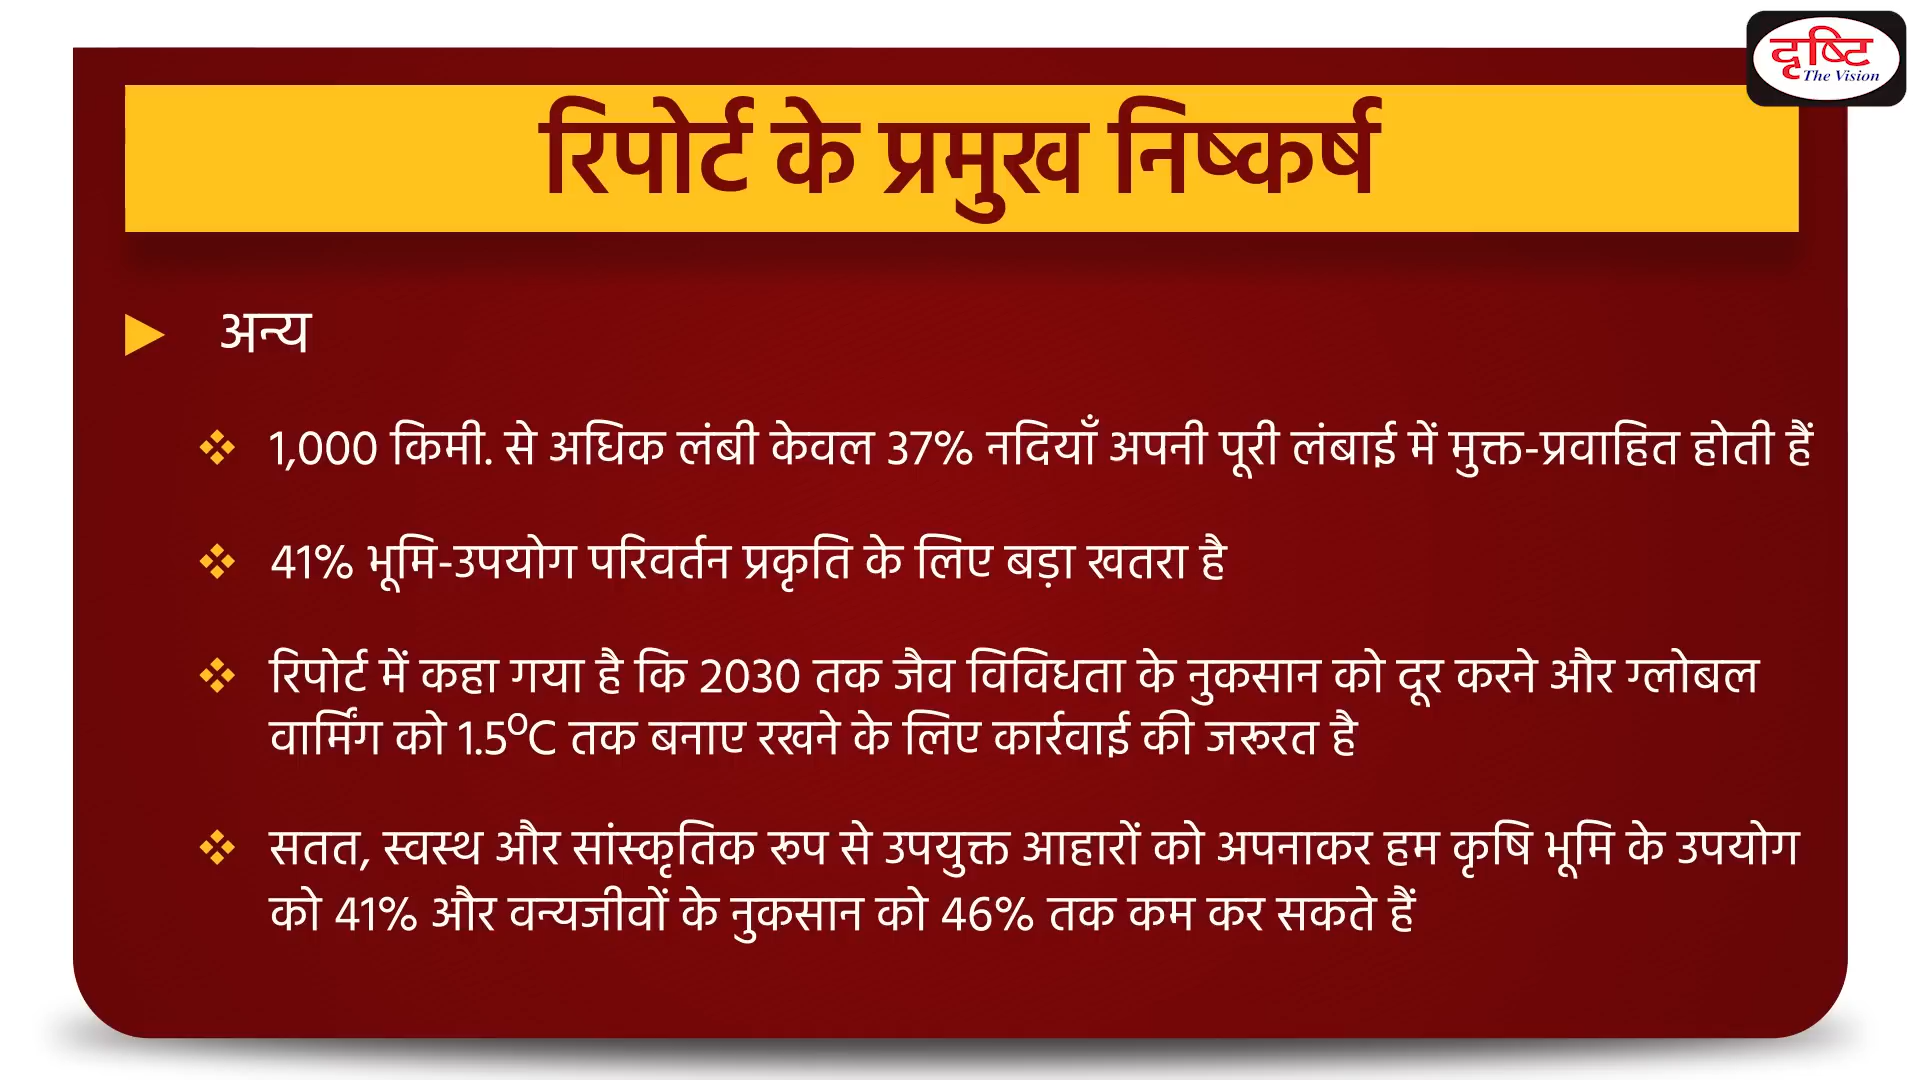 दृष्टि
The Vision
रिपोर्ट के प्रमुख निष्कर्ष
अन्य
1,000 किमी. से अधिक लंबी केवल 37% नदियाँ अपनी पूरी लंबाई में मुक्त-प्रवाहित होती हैं
41% भूमि-उपयोग परिवर्तन प्रकृति के लिए बड़ा खतरा है
रिपोर्ट में कहा गया है कि 2030 तक जैव विविधता के नुकसान को दूर करने और ग्लोबल
वार्मिंग को 1.5⁰C तक बनाए रखने के लिए कार्रवाई की जरूरत है
सतत, स्वस्थ और सांस्कृतिक रूप से उपयुक्त आहारों को अपनाकर हम कृषि भूमि के उपयोग
को 41% और वन्यजीवों के नुकसान को 46% तक कम कर सकते हैं